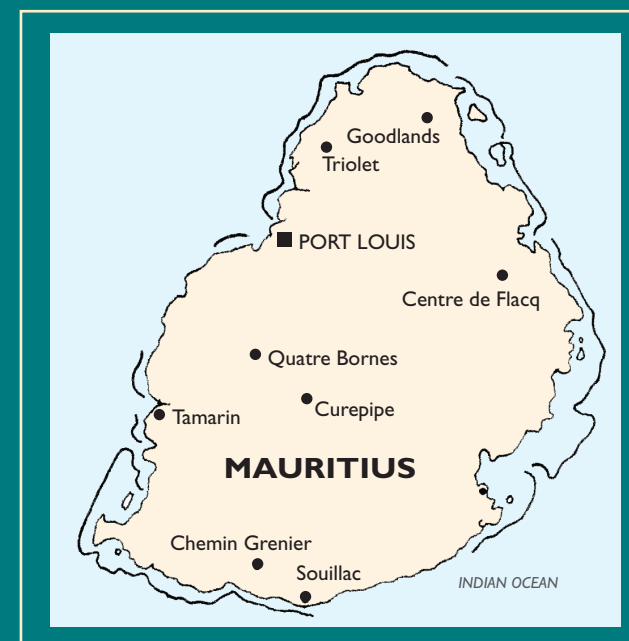 Goodlands
Triolet
PORT LOUIS
Centre de Flacq
Quatre Bornes
Curepipe
Tamarin
MAURITIUS
Chemin Grenier
Souillac
INDIAN OCEAN